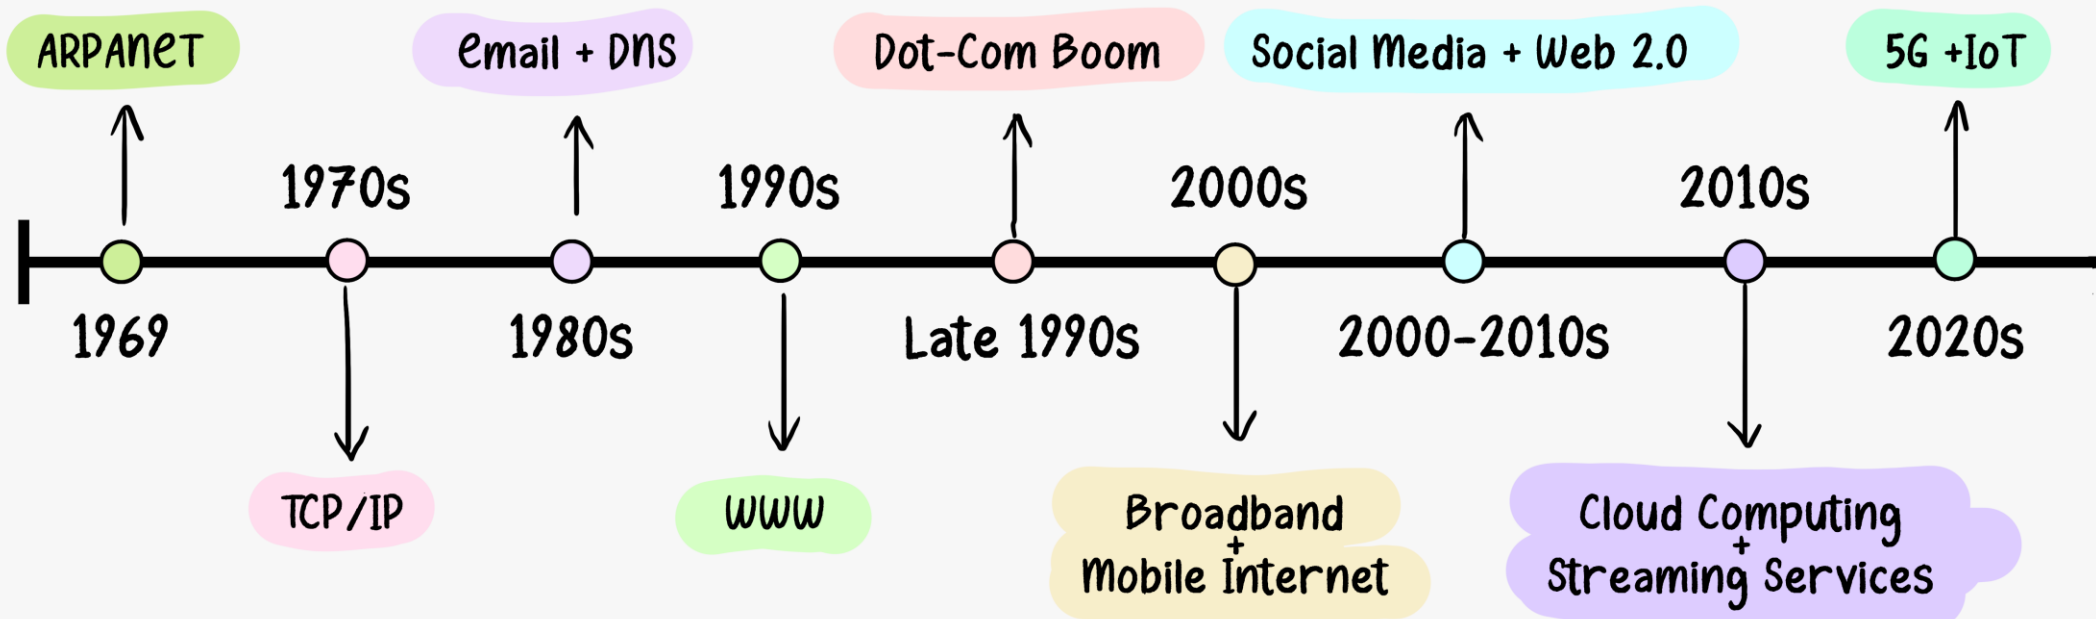 ARPANET
email + DNS
Dot-Com Boom
Social Media + Web 2.0
5G +IoT
1970s
1990s
2000s
2010s
1969
1980s
Late 1990s
2000-2010s
2020s
TCP/IP
WWW
Broadband
+
Mobile Internet
Cloud Computing
+
Streaming Services